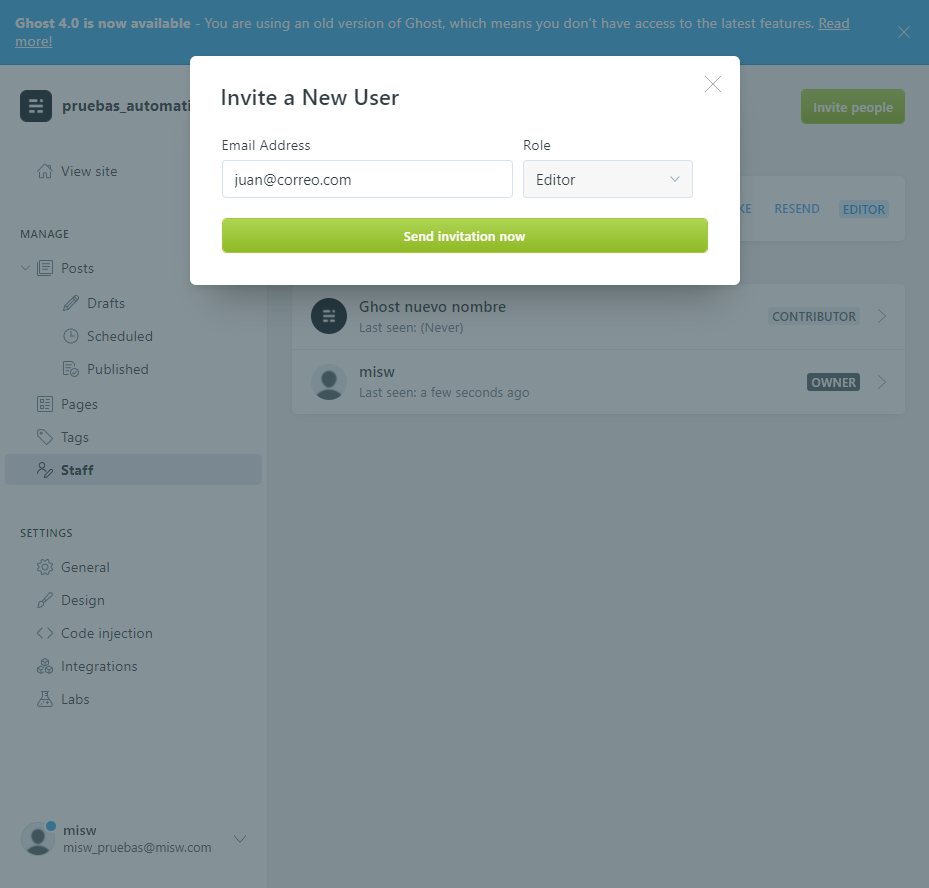 Ghost 4.0 is now available - You are using an old version of Ghost, which means you don't have access to the latest features. Read
more!
pruebas_automati
Invite people
Invite a New User
Email Address
Role
juan@correo.com
Editor
Send invitation now
View site
RESEND
EDITOR
MANAGE
Posts
Drafts
Scheduled
Published
Pages
Tags
Staff
Ghost nuevo nombre
Last seen: (Never)
CONTRIBUTOR
misw
Last seen: a few seconds ago
OWNER
SETTINGS
General
Design
Code injection
Integrations
Labs
misw
misw_pruebas@misw.com